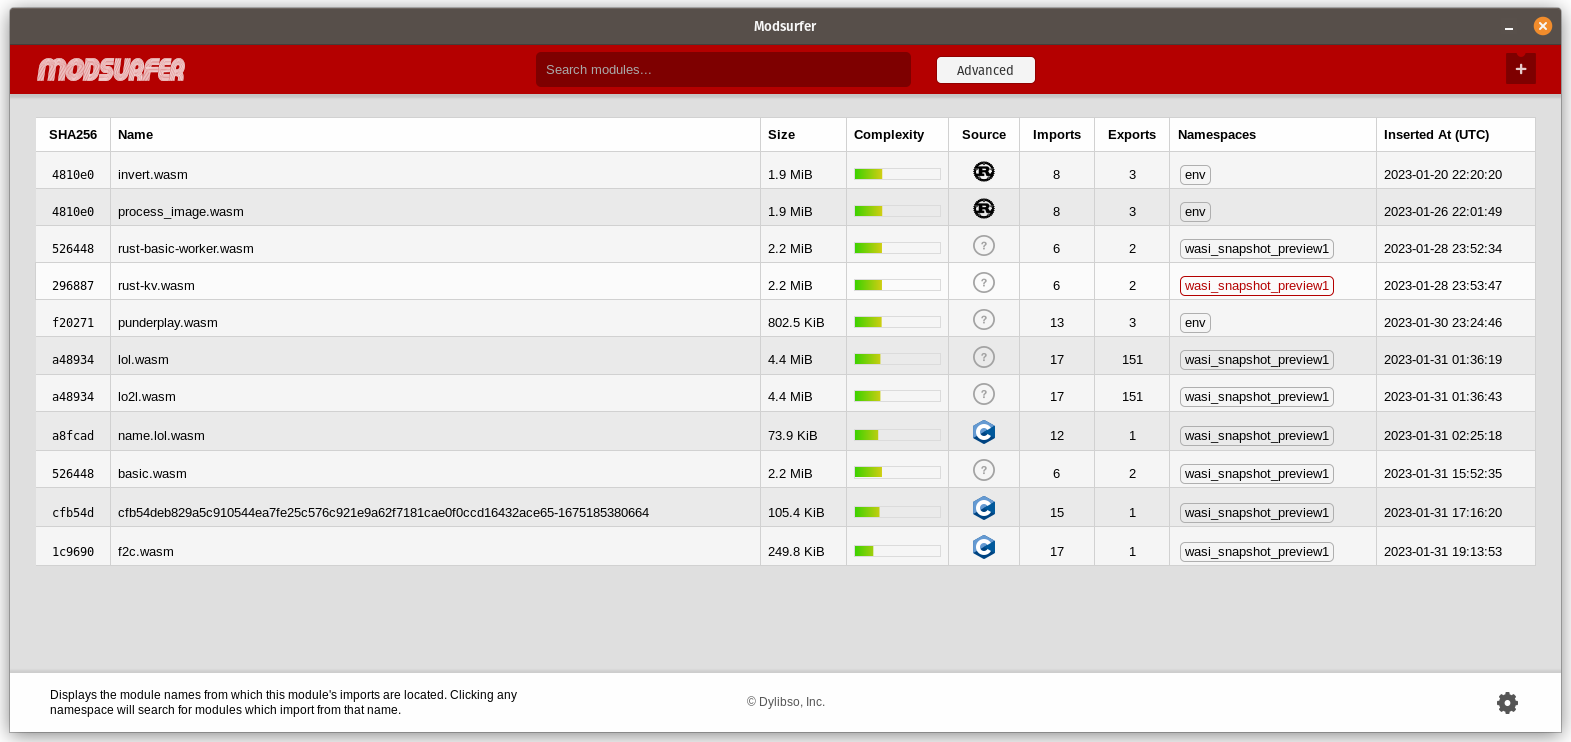 Modsurfer
MODSURFER Search modules... Advanced +
SHA256 Name Size Complexity Source Imports Exports Namespaces Inserted At (UTC)
4810e0 invert.wasm 1.9 MiB R 8 3 env 2023-01-20 22:20:20
4810e0 process_image.wasm 1.9 MiB R 8 3 env 2023-01-26 22:01:49
526448 rust-basic-worker.wasm 2.2 MiB ? 6 2 wasi_snapshot_preview1 2023-01-28 23:52:34
296887 rust-kv.wasm 2.2 MiB ? 6 2 wasi_snapshot_preview1 2023-01-28 23:53:47
f20271 punderplay.wasm 802.5 KiB ? 13 3 env 2023-01-30 23:24:46
a48934 lol.wasm 4.4 MiB ? 17 151 wasi_snapshot_preview1 2023-01-31 01:36:19
a48934 lo2l.wasm 4.4 MiB ? 17 151 wasi_snapshot_preview1 2023-01-31 01:36:43
a8fcad name.lol.wasm 73.9 KiB C 12 1 wasi_snapshot_preview1 2023-01-31 02:25:18
526448 basic.wasm 2.2 MiB ? 6 2 wasi_snapshot_preview1 2023-01-31 15:52:35
cfb54d cfb54deb829a5c910544ea7fe25c576c921e9a62f7181cae0f0ccd16432ace65-1675185380664 105.4 KiB C 15 1 wasi_snapshot_preview1 2023-01-31 17:16:20
1c9690 f2c.wasm 249.8 KiB C 17 1 wasi_snapshot_preview1 2023-01-31 19:13:53
Displays the module names from which this module's imports are located. Clicking any
namespace will search for modules which import from that name.
© Dylibso, Inc.